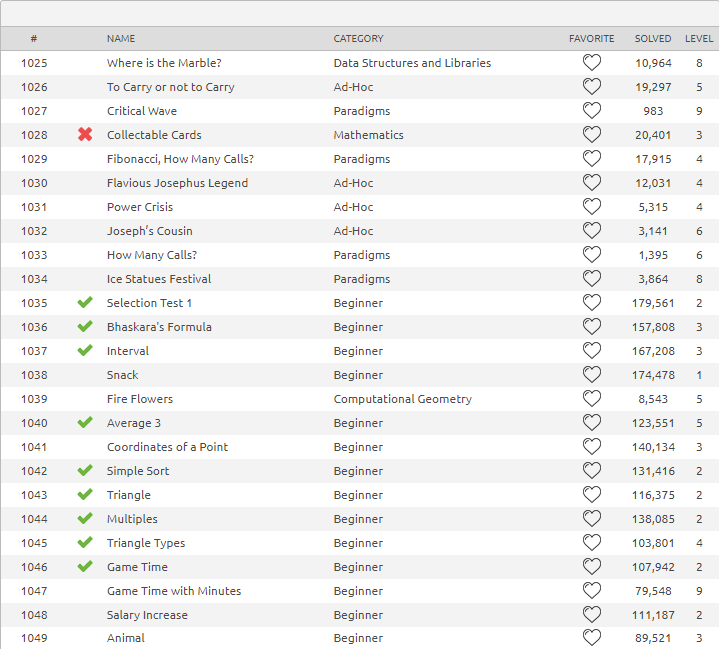 # NAME CATEGORY FAVORITE SOLVED LEVEL
1025 Where is the Marble? Data Structures and Libraries 10,964 8
1026 To Carry or not to Carry Ad-Hoc 19,297 5
1027 Critical Wave Paradigms 983 9
1028 Collectable Cards Mathematics 20,401 3
1029 Fibonacci, How Many Calls? Paradigms 17,915 4
1030 Flavious Josephus Legend Ad-Hoc 12,031 4
1031 Power Crisis Ad-Hoc 5,315 4
1032 Joseph’s Cousin Ad-Hoc 3,141 6
1033 How Many Calls? Paradigms 1,395 6
1034 Ice Statues Festival Paradigms 3,864 8
1035 Selection Test 1 Beginner 179,561 2
1036 Bhaskara's Formula Beginner 157,808 3
1037 Interval Beginner 167,208 3
1038 Snack Beginner 174,478 1
1039 Fire Flowers Computational Geometry 8,543 5
1040 Average 3 Beginner 123,551 5
1041 Coordinates of a Point Beginner 140,134 3
1042 Simple Sort Beginner 131,416 2
1043 Triangle Beginner 116,375 2
1044 Multiples Beginner 138,085 2
1045 Triangle Types Beginner 103,801 4
1046 Game Time Beginner 107,942 2
1047 Game Time with Minutes Beginner 79,548 9
1048 Salary Increase Beginner 111,187 2
1049 Animal Beginner 89,521 3